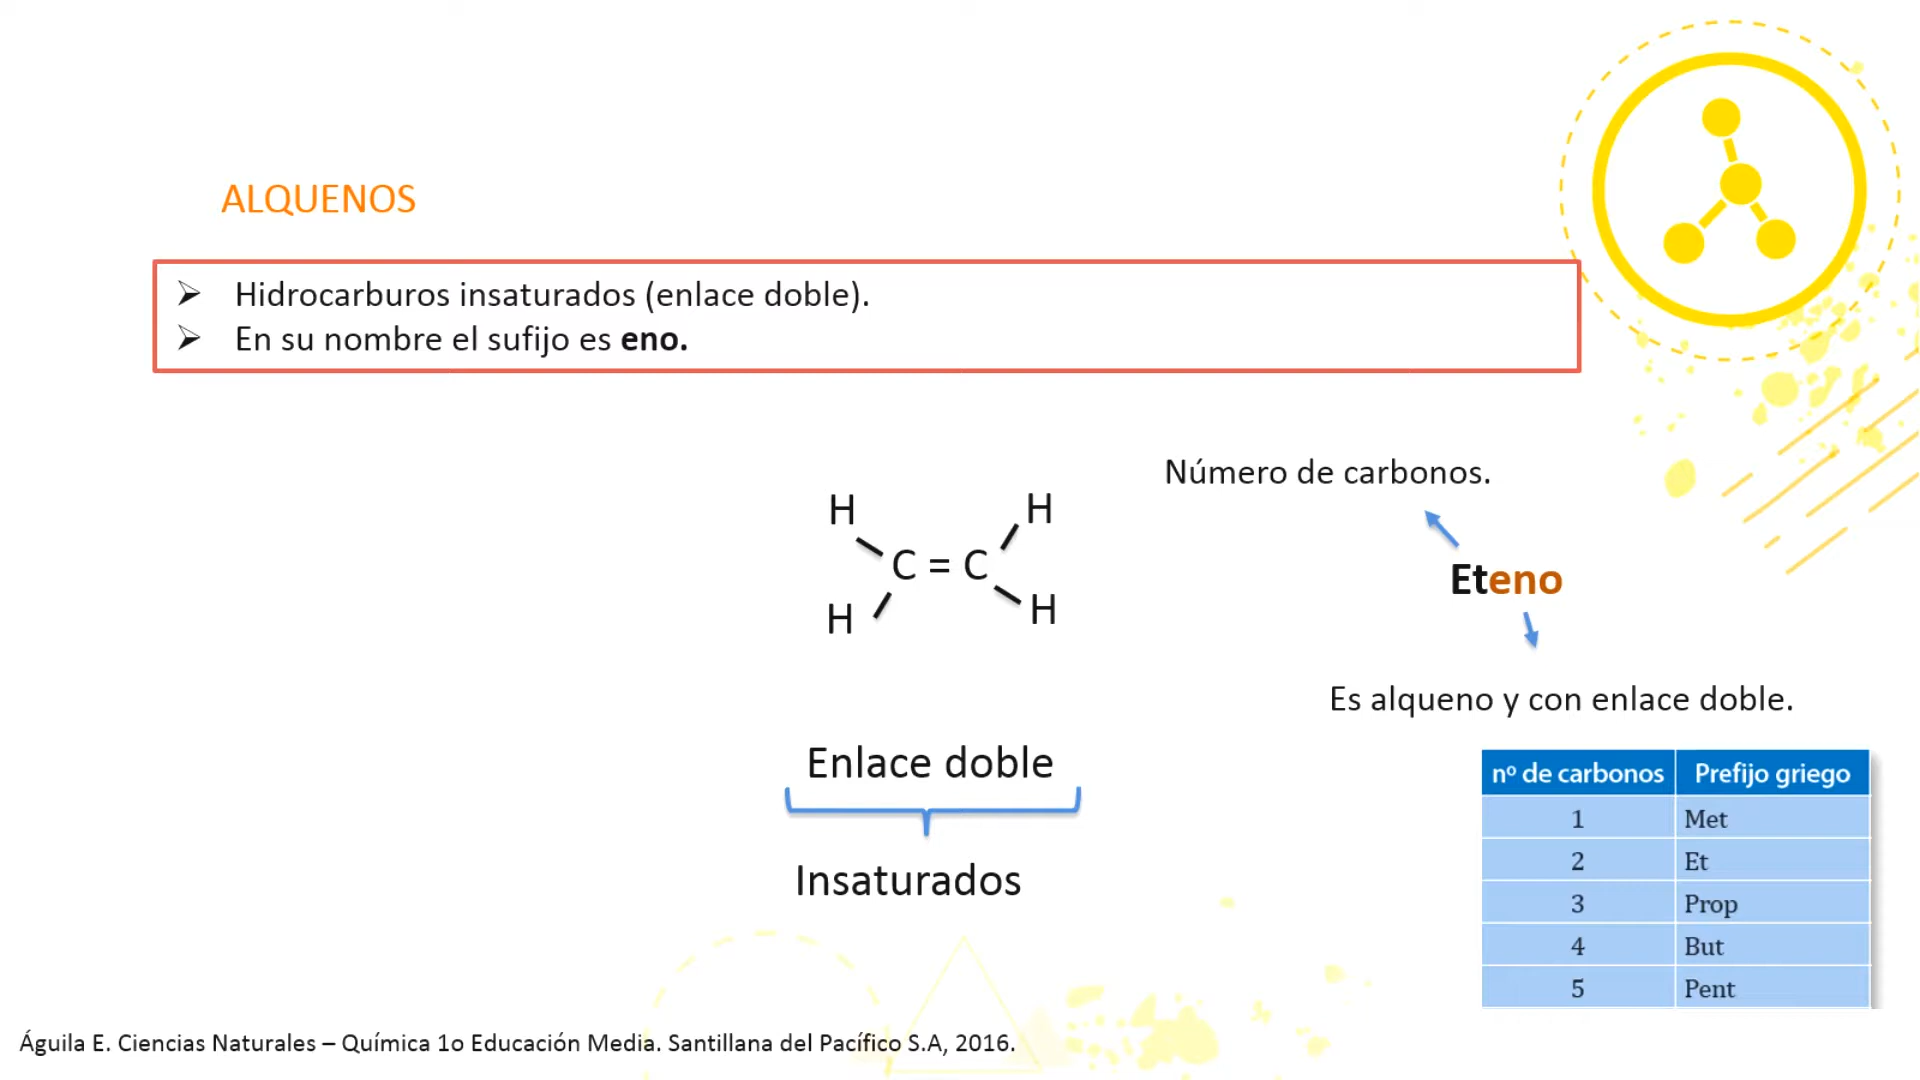 ALQUENOS
➢ Hidrocarburos insaturados (enlace doble).
➢ En su nombre el sufijo es eno.
Número de carbonos.
H H
C = C
H H
Eteno
Es alqueno y con enlace doble.
Enlace doble
Insaturados
nº de carbonos Prefijo griego
1 Met
2 Et
3 Prop
4 But
5 Pent
Águila E. Ciencias Naturales – Química 1o Educación Media. Santillana del Pacífico S.A, 2016.